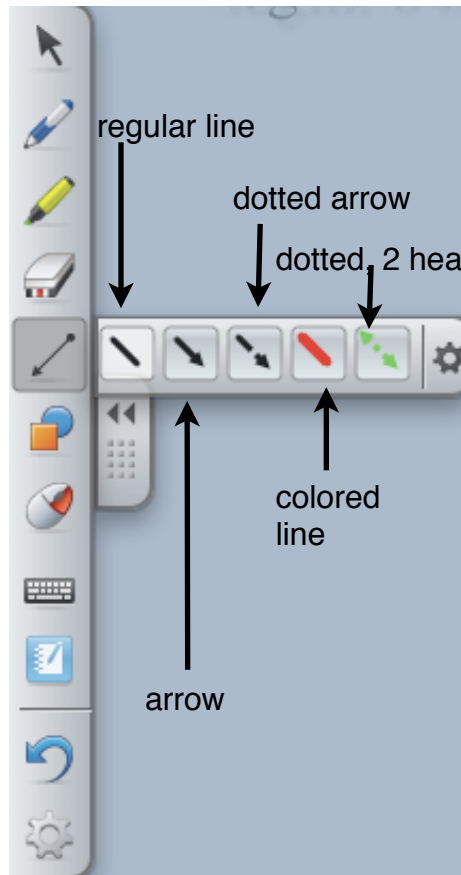 regular line
dotted arrow
dotted, 2 hea
colored
line
arrow